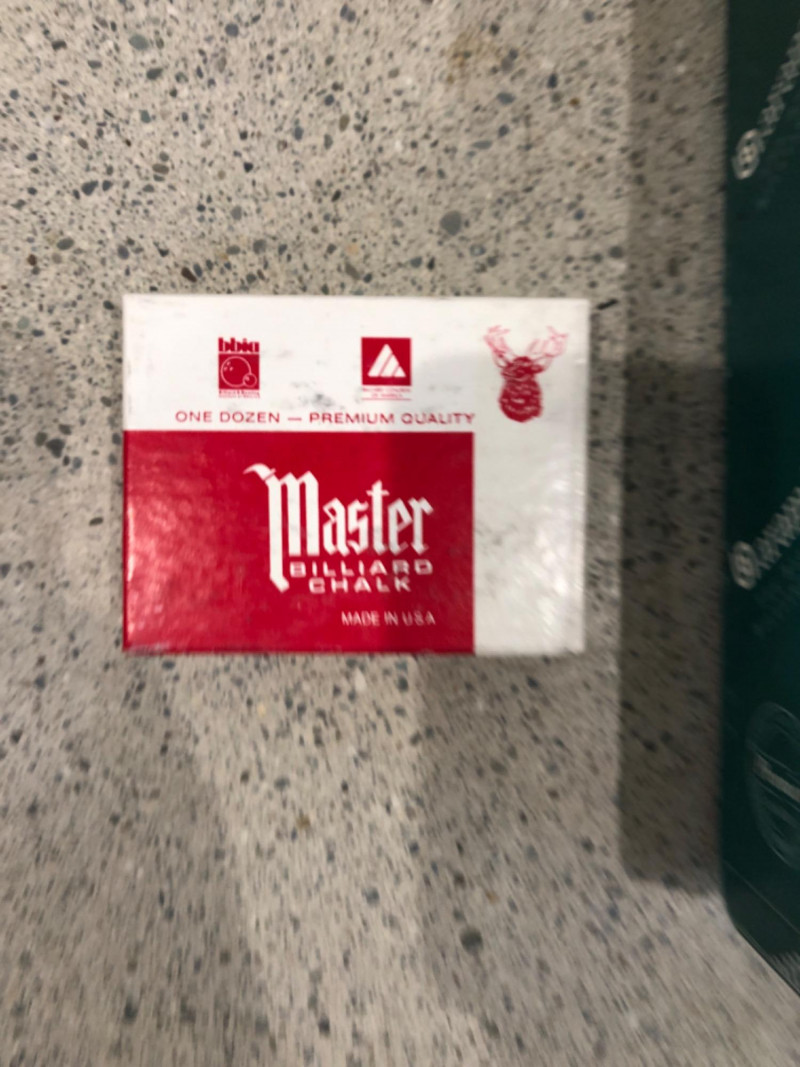 bbia
ONE DOZEN — PREMIUM QUALITY
Master
BILLIARD
CHALK
MADE IN USA